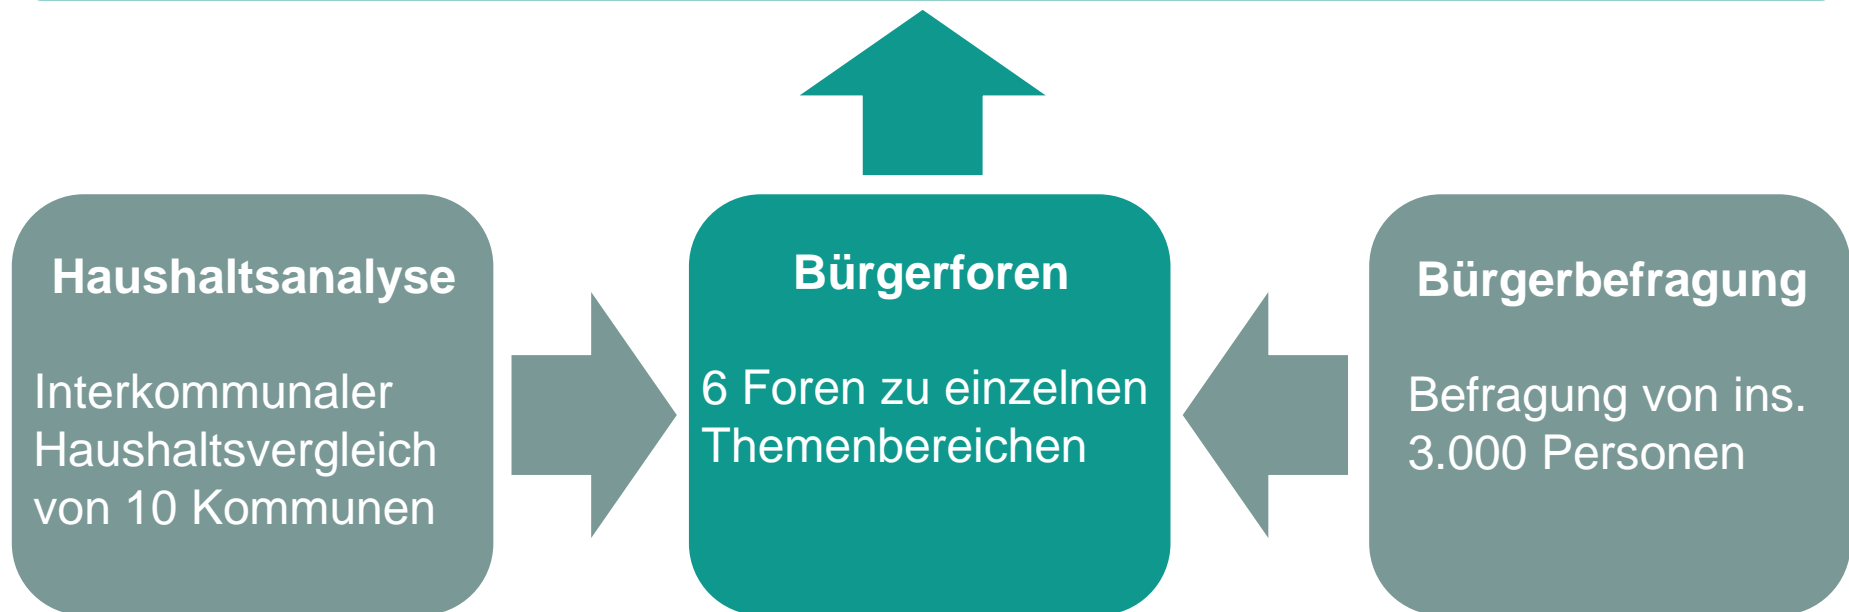 Haushaltsanalyse
Interkommunaler
Haushaltsvergleich
von 10 Kommunen
Bürgerforen
6 Foren zu einzelnen
Themenbereichen
Bürgerbefragung
Befragung von ins.
3.000 Personen